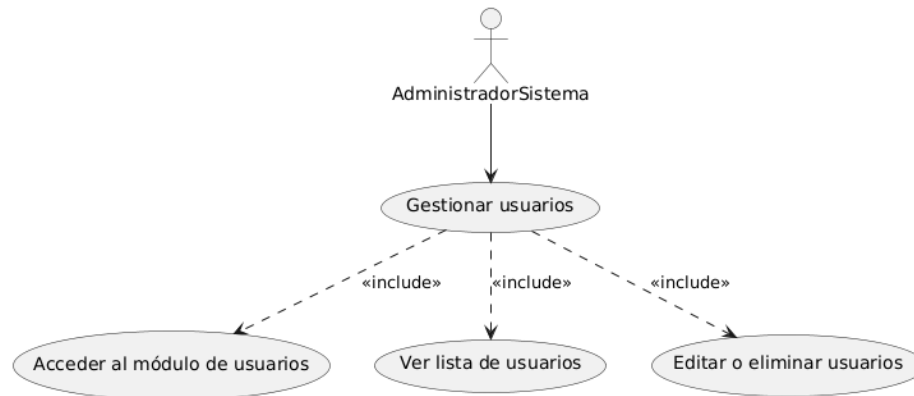 AdministradorSistema
Gestionar usuarios
«include»
«include»
«include»
Acceder al módulo de usuarios
Ver lista de usuarios
Editar o eliminar usuarios